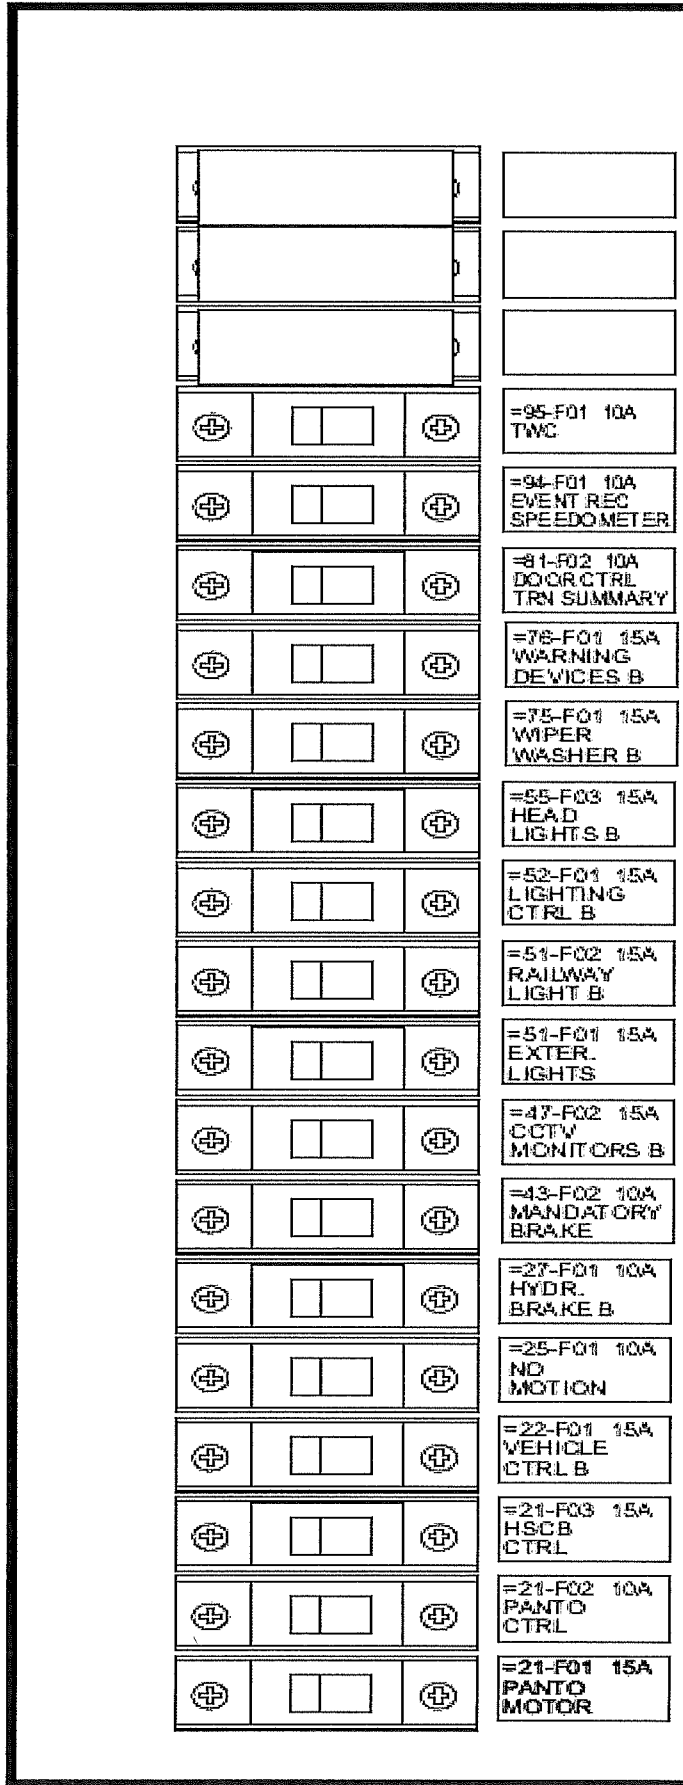 =95-F01 10A
TWC
=94-F01 10A
EVENT REC
SPEEDOMETER
=81-F02 10A
DOOR CTRL
TRN SUMMARY
=76-F01 15A
WARNING
DEVICES B
=75-F01 15A
WIPER
WASHER B
=55-F03 15A
HEAD
LIGHTS B
=52-F01 15A
LIGHTING
CTRL B
=51-F02 15A
RAILWAY
LIGHT B
=51-F01 15A
EXTER.
LIGHTS
=47-F02 15A
CCTV
MONITORS B
=43-F02 10A
MANDATORY
BRAKE
=27-F01 10A
HYDR.
BRAKE B
=25-F01 10A
NO
MOTION
=22-F01 15A
VEHICLE
CTRL B
=21-F03 15A
HSCB
CTRL
=21-F02 10A
PANTO
CTRL
=21-F01 15A
PANTO
MOTOR